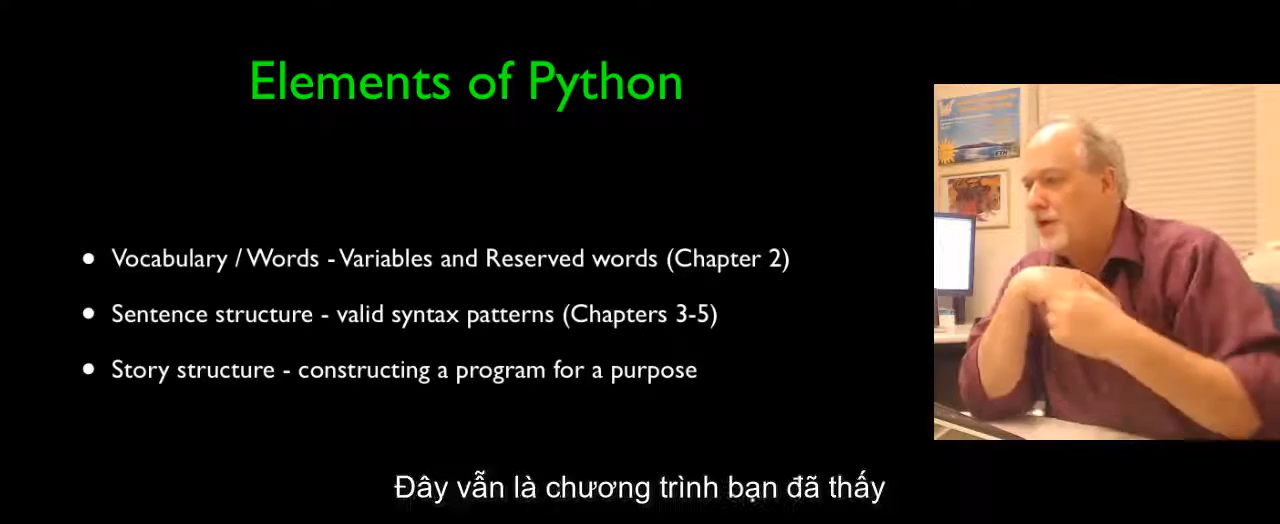 Elements of Python
Vocabulary / Words - Variables and Reserved words (Chapter 2)
Sentence structure - valid syntax patterns (Chapters 3-5)
Story structure - constructing a program for a purpose
Đây vẫn là chương trình bạn đã thấy